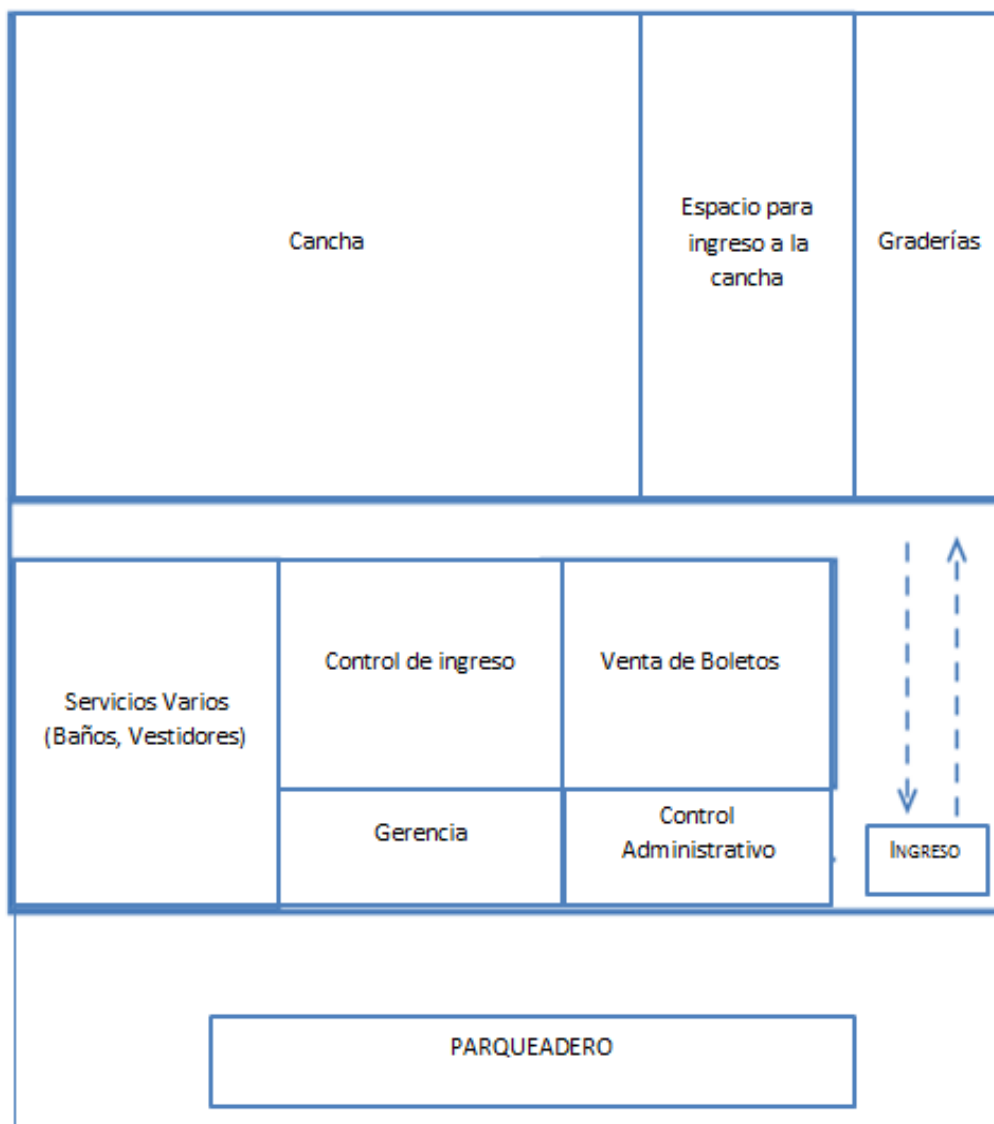 Cancha
Espacio para
ingreso a la
cancha
Graderías
Servicios Varios
(Baños, Vestidores)
Control de ingreso
Venta de Boletos
Gerencia
Control
Administrativo
INGRESO
PARQUEADERO